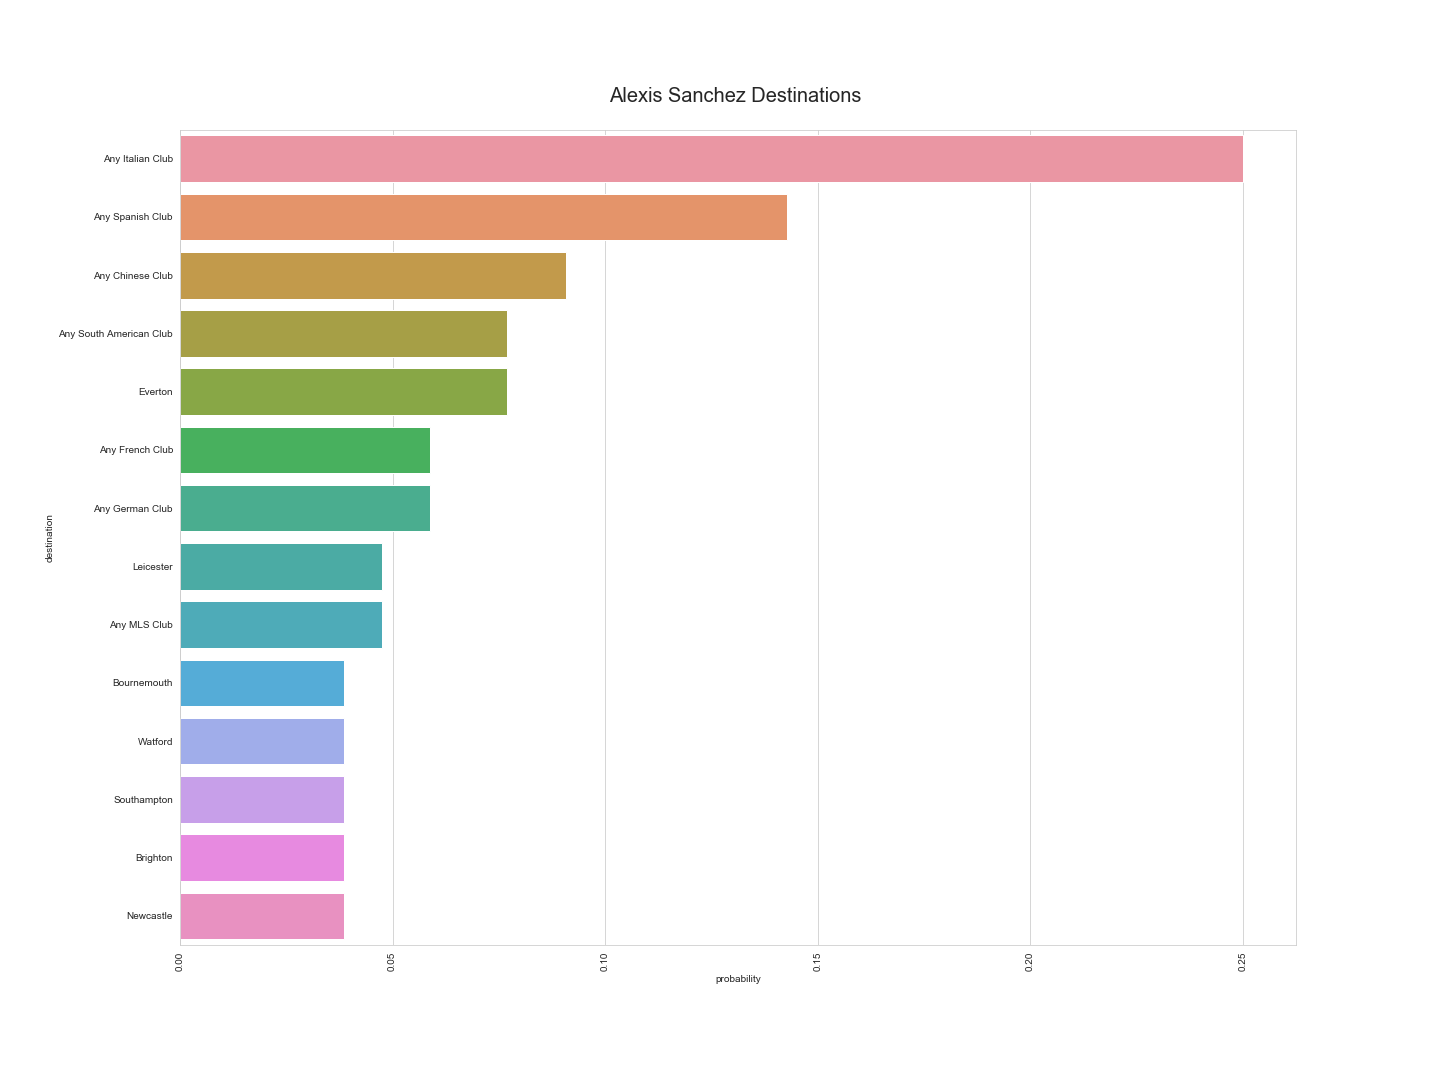 Alexis Sanchez Destinations
Any Italian Club
Any Spanish Club
Any Chinese Club
Any South American Club
Everton
Any French Club
Any German Club
destination
Leicester
Any MLS Club
Bournemouth
Watford
Southampton
Brighton
Newcastle
0.00
0.05
0.10
0.15
0.20
0.25
probability